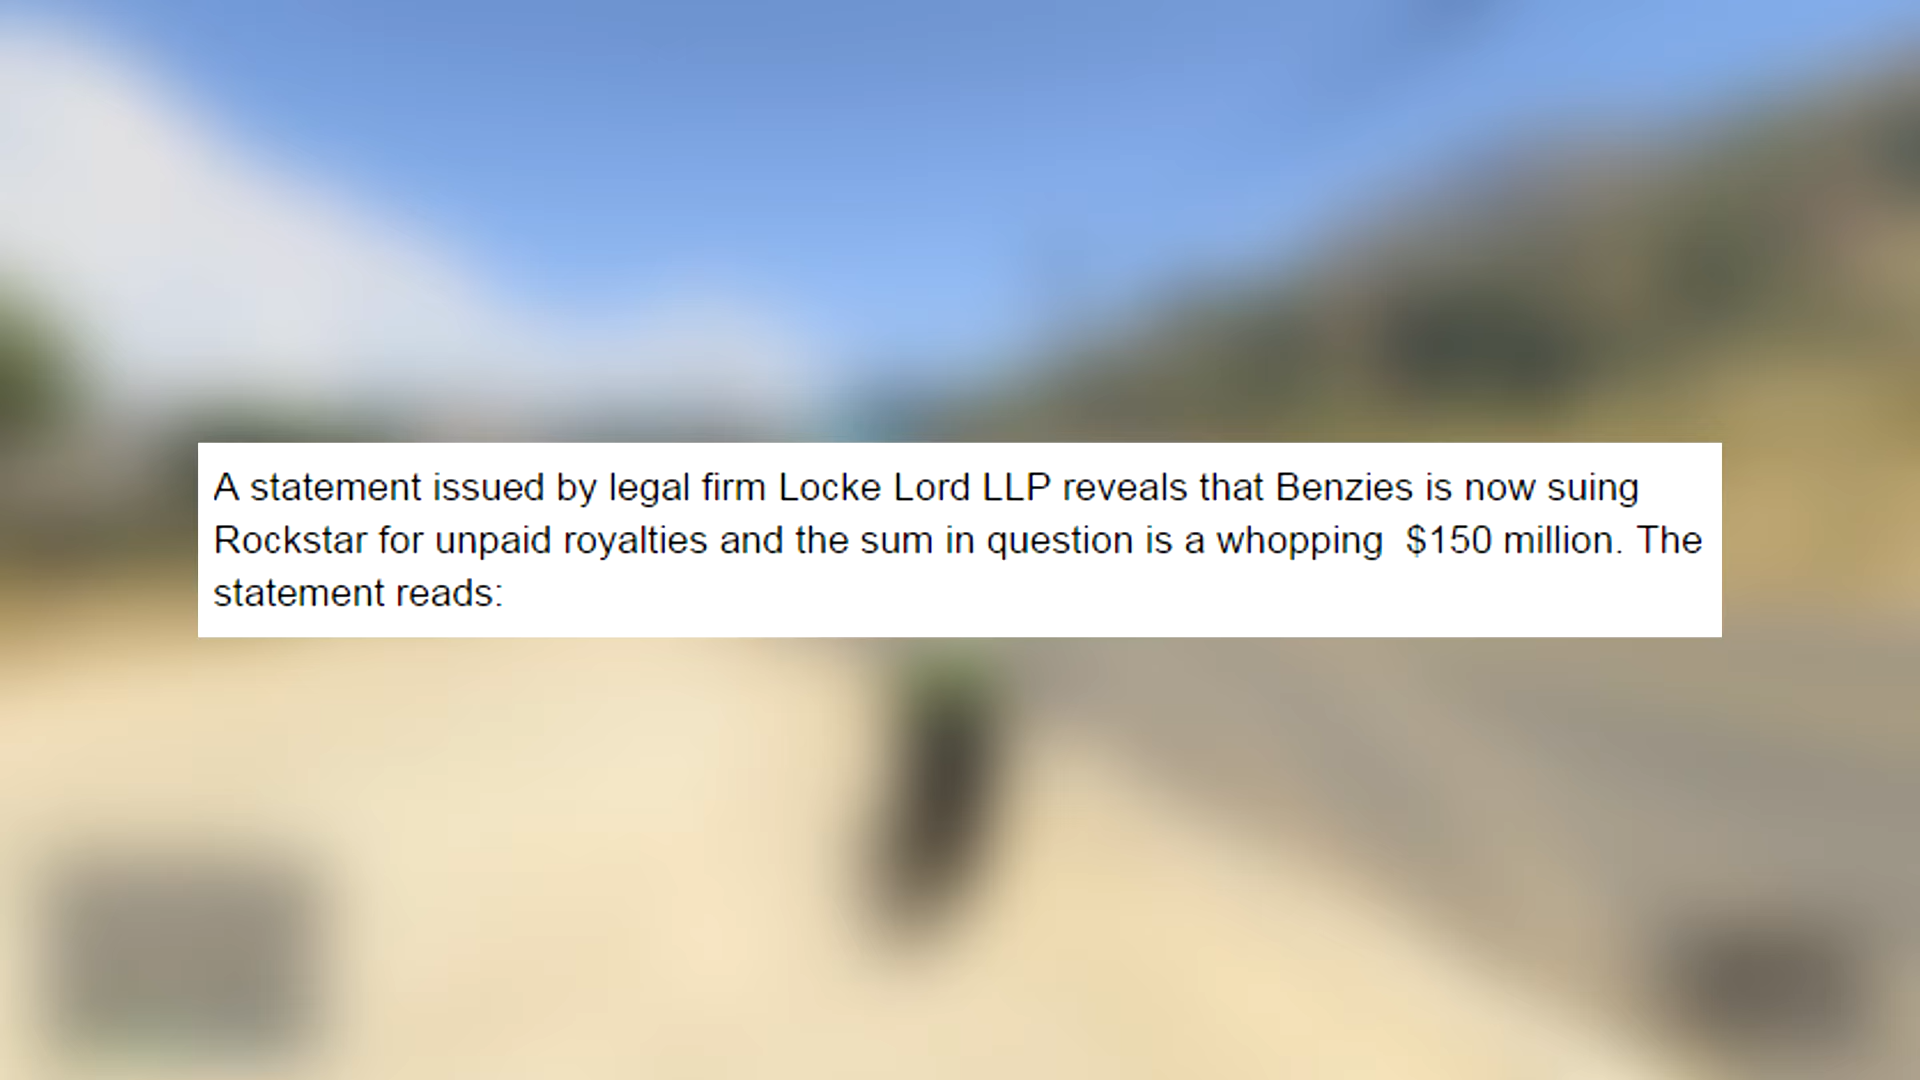 A statement issued by legal firm Locke Lord LLP reveals that Benzies is now suing
Rockstar for unpaid royalties and the sum in question is a whopping  $150 million. The
statement reads: